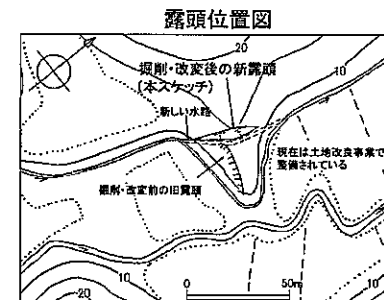 露頭位置図
20
掘削・改変後の新露頭
(本スケッチ)
10
新しい水路
現在は土地改良事業で
整備されている
掘削・改変前の旧露頭
0 50m
10
20
10